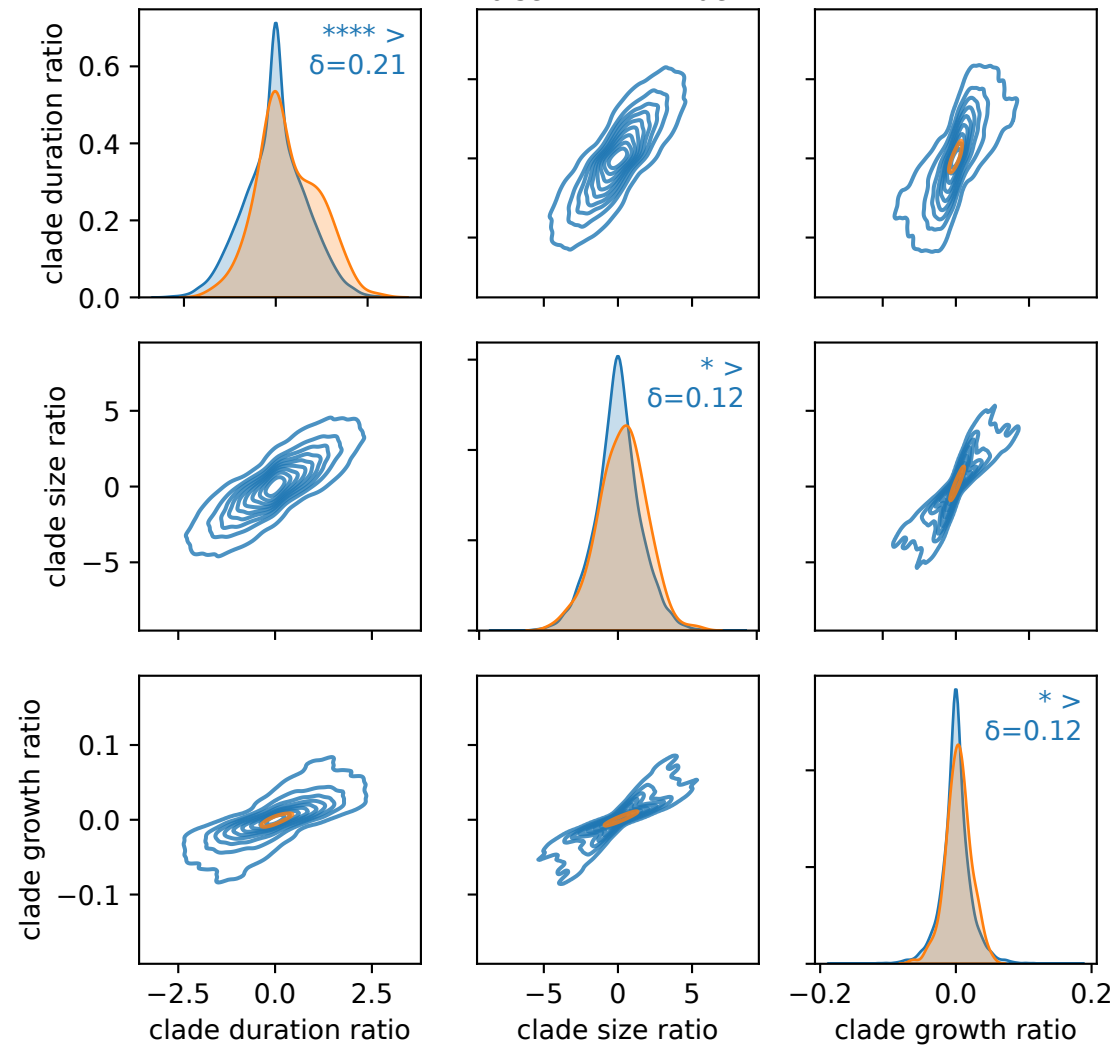 clade duration ratio
0.6
0.4
0.2
0.0
**** >
δ=0.21
clade size ratio
5
0
−5
* >
δ=0.12
clade growth ratio
0.1
0.0
−0.1
* >
δ=0.12
−2.5 0.0 2.5
−5 0 5
−0.2 0.0 0.2
clade duration ratio
clade size ratio
clade growth ratio